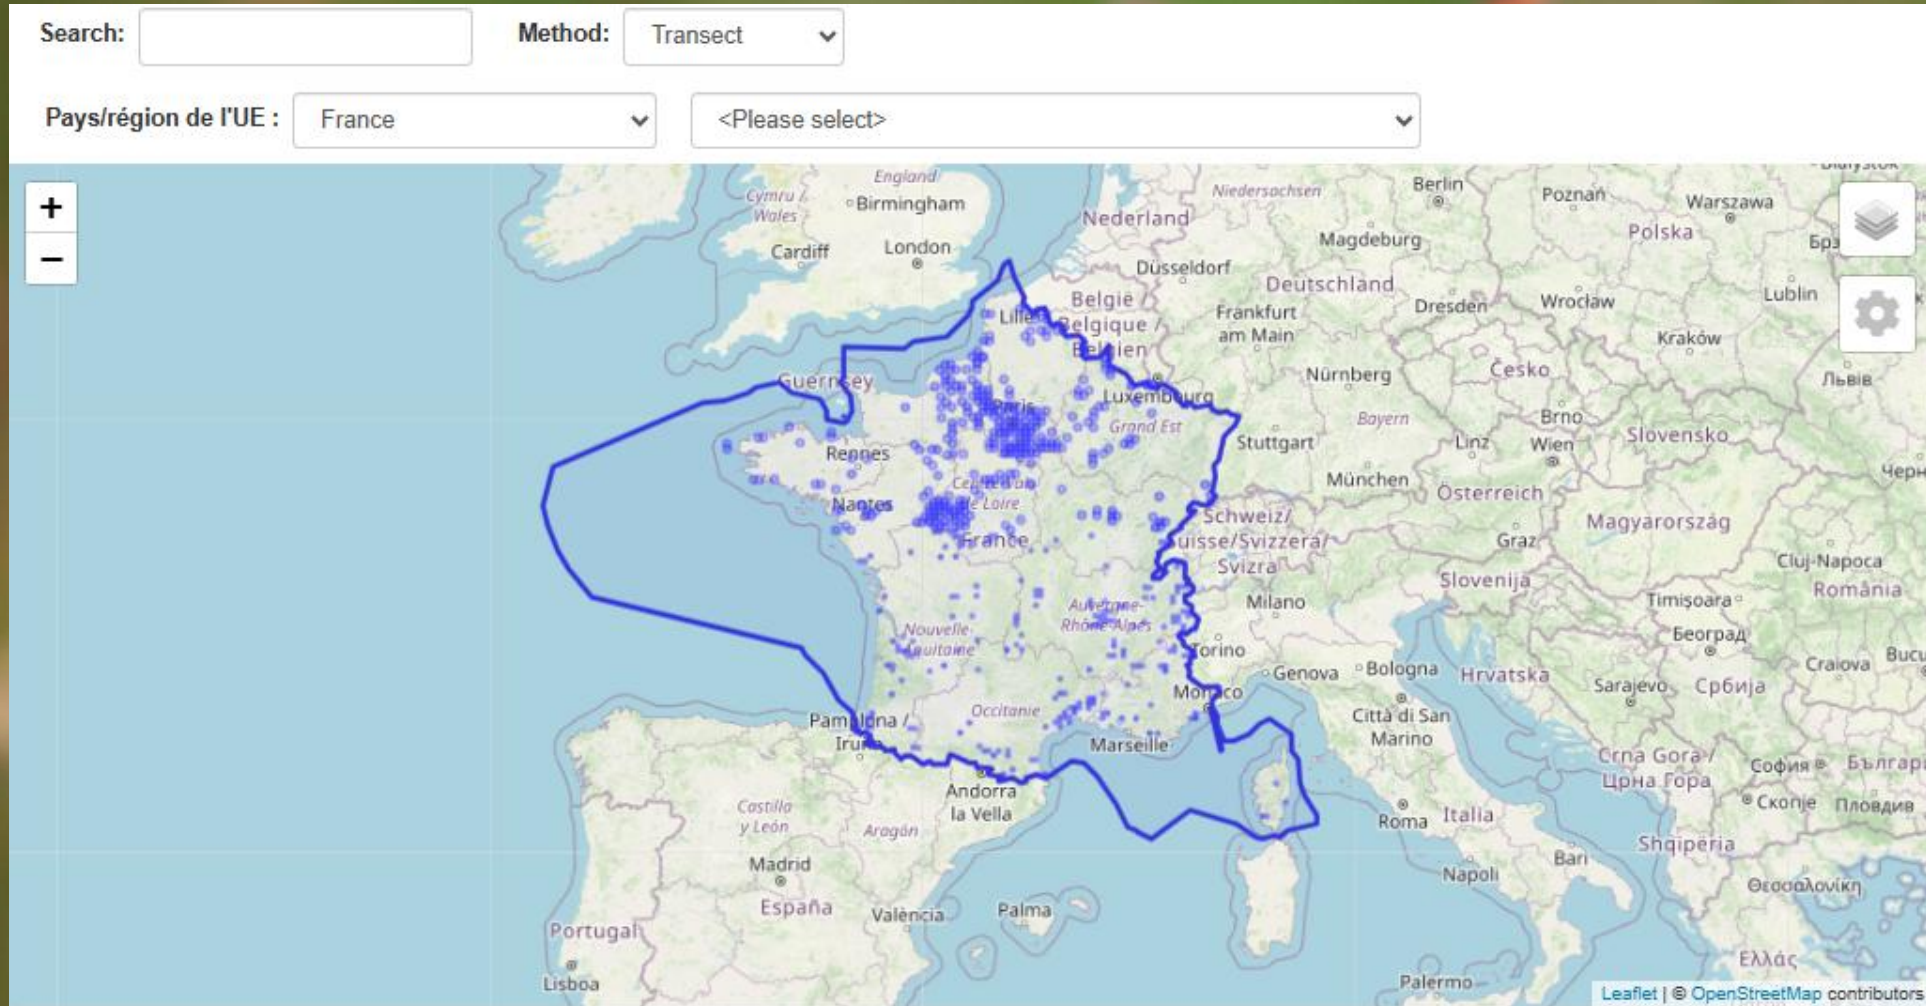 Search:
Method: Transect
Pays/région de l'UE : France
<Please select>
+
−
England
Cymru / Wales
Birmingham
Cardiff
London
Guernsey
Nederland
Niedersachsen
Berlin
Poznań
Warszawa
Polska
Magdeburg
Düsseldorf
Deutschland
België /
Belgique /
Belgien
Lille
Frankfurt
am Main
Dresden
Wrocław
Lublin
Kraków
Česko
Nürnberg
Львів
Luxembourg
Paris
Grand Est
Bayern
Brno
Stuttgart
Linz
Wien
Slovensko
Rennes
München
Österreich
Nantes
France
Schweiz/
Svizra
Magyarország
Graz
Cluj-Napoca
România
Slovenija
Milano
Timișoara
Auvergne-
Rhône-Alpes
Nouvelle-
Aquitaine
Torino
Београд
Craiova
Genova
Bologna
Hrvatska
Sarajevo
Србија
Monaco
Occitanie
Pamplona /
Iruña
Città di San
Marino
Marseille
Crna Gora /
Црна Гора
София
Andorra
la Vella
Скопје
Пловдив
Castilla
y León
Aragón
Roma
Italia
Shqipëria
Madrid
Bari
Napoli
Θεσσαλονίκη
España
València
Palma
Portugal
Ελλάς
Lisboa
Palermo
Leaflet | © OpenStreetMap contributors